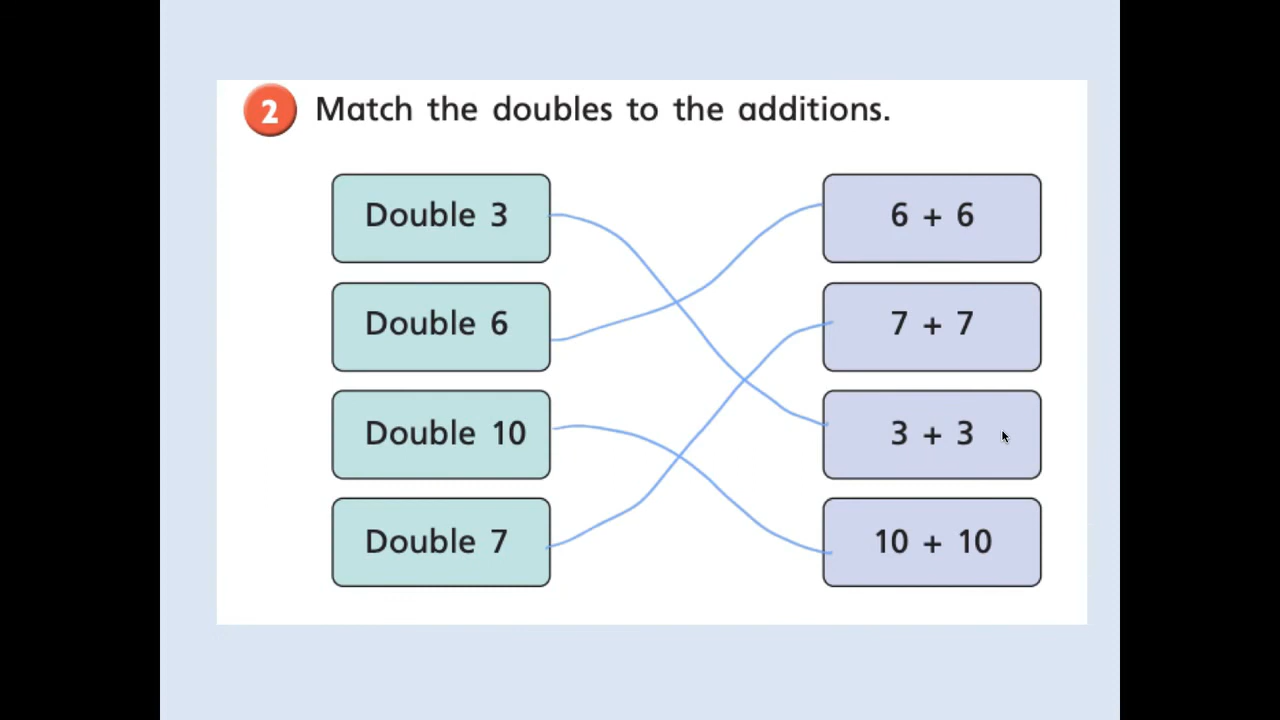 2 Match the doubles to the additions.
Double 3
6 + 6
Double 6
7 + 7
Double 10
3 + 3
Double 7
10 + 10